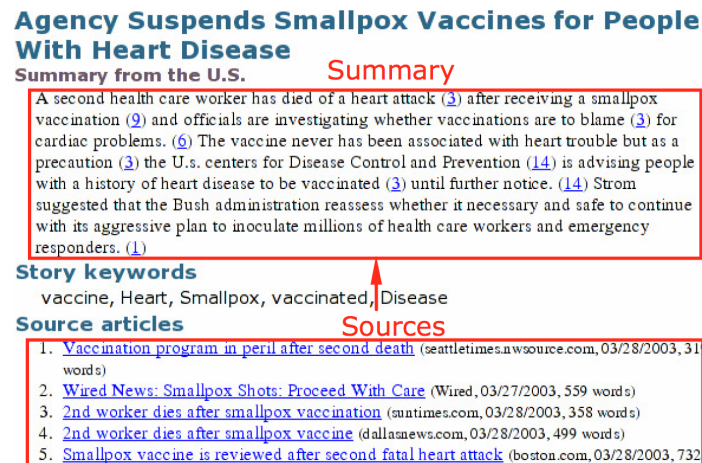 Agency Suspends Smallpox Vaccines for People
With Heart Disease
Summary from the U.S.
Summary
A second health care worker has died of a heart attack (3) after receiving a smallpox
vaccination (9) and officials are investigating whether vaccinations are to blame (3) for
cardiac problems. (6) The vaccine never has been associated with heart trouble but as a
precaution (3) the U.s. centers for Disease Control and Prevention (14) is advising people
with a history of heart disease to be vaccinated (3) until further notice. (14) Strom
suggested that the Bush administration reassess whether it necessary and safe to continue
with its aggressive plan to inoculate millions of health care workers and emergency
responders. (1)
Story keywords
vaccine, Heart, Smallpox, vaccinated, Disease
Source articles
Sources
1. Vaccination program in peril after second death (seattletimes.nwsource.com, 03/28/2003,
words)
2. Wired News: Smallpox Shots: Proceed With Care (Wired, 03/27/2003, 559 words)
3. 2nd worker dies after smallpox vaccination (suntimes.com, 03/28/2003, 358 words)
4. 2nd worker dies after smallpox vaccine (dallasnews.com, 03/28/2003, 499 words)
5. Smallpox vaccine is reviewed after second fatal heart attack (boston.com, 03/28/2003, 732